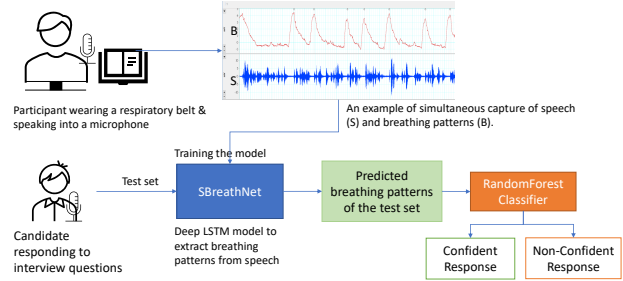 B
S
Participant wearing a respiratory belt &
speaking into a microphone
An example of simultaneous capture of speech
(S) and breathing patterns (B).
Training the model
Test set
SBreathNet
Predicted
breathing patterns
of the test set
RandomForest
Classifier
Candidate
responding to
interview questions
Deep LSTM model to
extract breathing
patterns from speech
Confident
Response
Non-Confident
Response